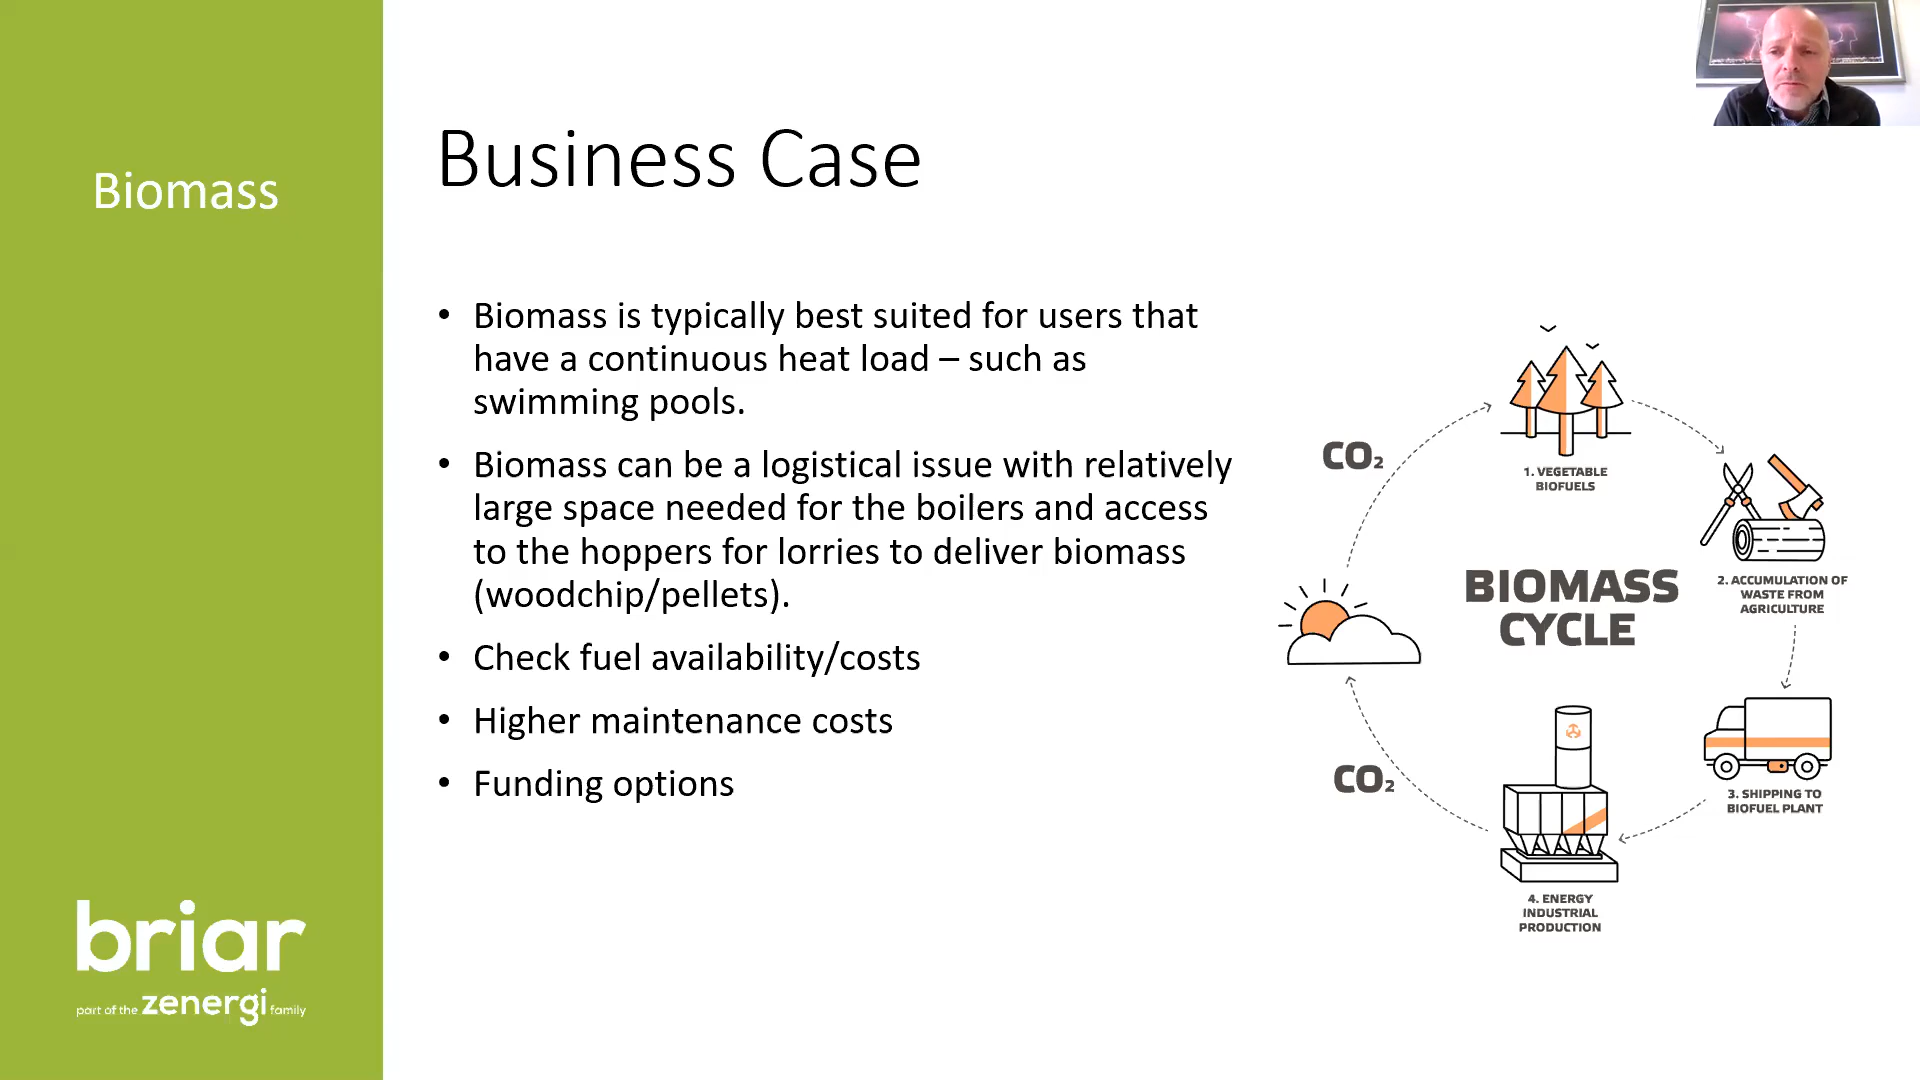 Biomass
Business Case
• Biomass is typically best suited for users that
have a continuous heat load – such as
swimming pools.
• Biomass can be a logistical issue with relatively
large space needed for the boilers and access
to the hoppers for lorries to deliver biomass
(woodchip/pellets).
• Check fuel availability/costs
• Higher maintenance costs
• Funding options
BIOMASS
CYCLE
1. VEGETABLE
BIOFUELS
2. ACCUMULATION OF
WASTE FROM
AGRICULTURE
3. SHIPPING TO
BIOFUEL PLANT
4. ENERGY
INDUSTRIAL
PRODUCTION
CO₂
CO₂
briar
part of the zenergi family